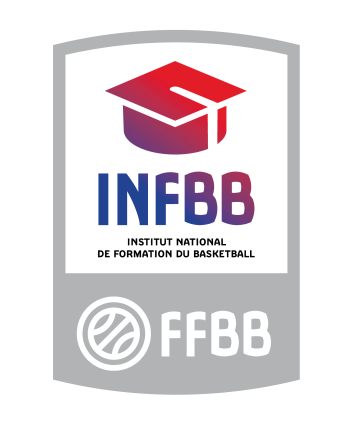 INFBB
INSTITUT NATIONAL
DE FORMATION DU BASKETBALL
FFBB